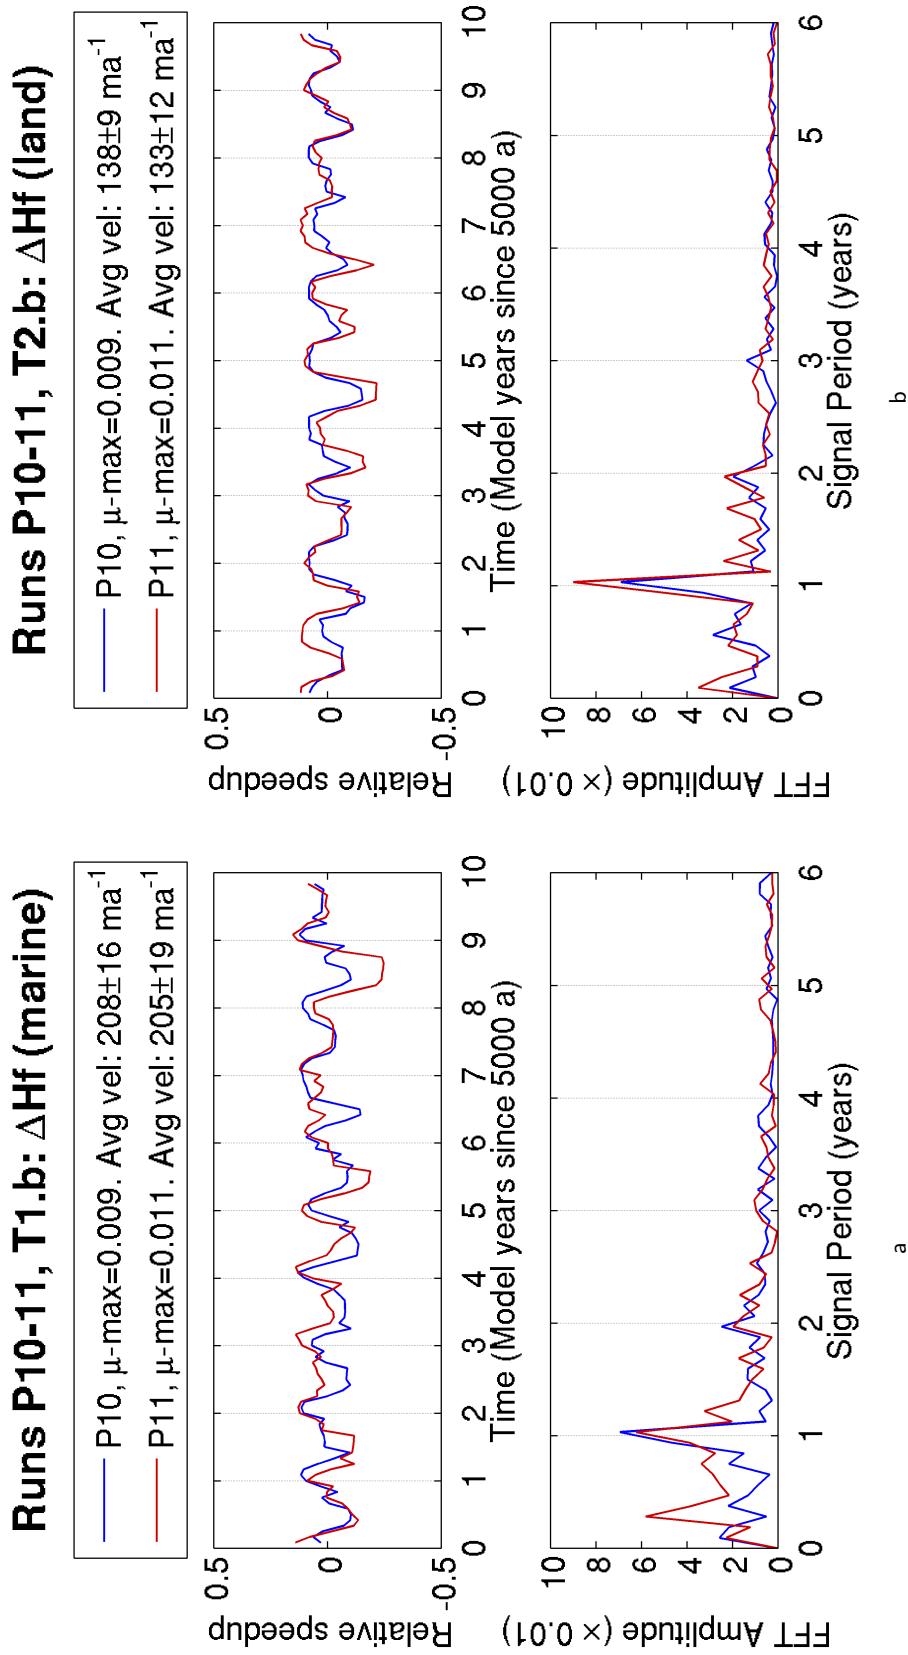 Runs P10-11, T1.b: ΔHf (marine)
P10, μ-max=0.009. Avg vel: 208±16 ma⁻¹
P11, μ-max=0.011. Avg vel: 205±19 ma⁻¹
Relative speedup
0.5
0
-0.5
0 1 2 3 4 5 6 7 8 9 10
Time (Model years since 5000 a)
FFT Amplitude (× 0.01)
10
8
6
4
2
0
0 1 2 3 4 5 6
Signal Period (years)
a
Runs P10-11, T2.b: ΔHf (land)
P10, μ-max=0.009. Avg vel: 138±9 ma⁻¹
P11, μ-max=0.011. Avg vel: 133±12 ma⁻¹
Relative speedup
0.5
0
-0.5
0 1 2 3 4 5 6 7 8 9 10
Time (Model years since 5000 a)
FFT Amplitude (× 0.01)
10
8
6
4
2
0
0 1 2 3 4 5 6
Signal Period (years)
b